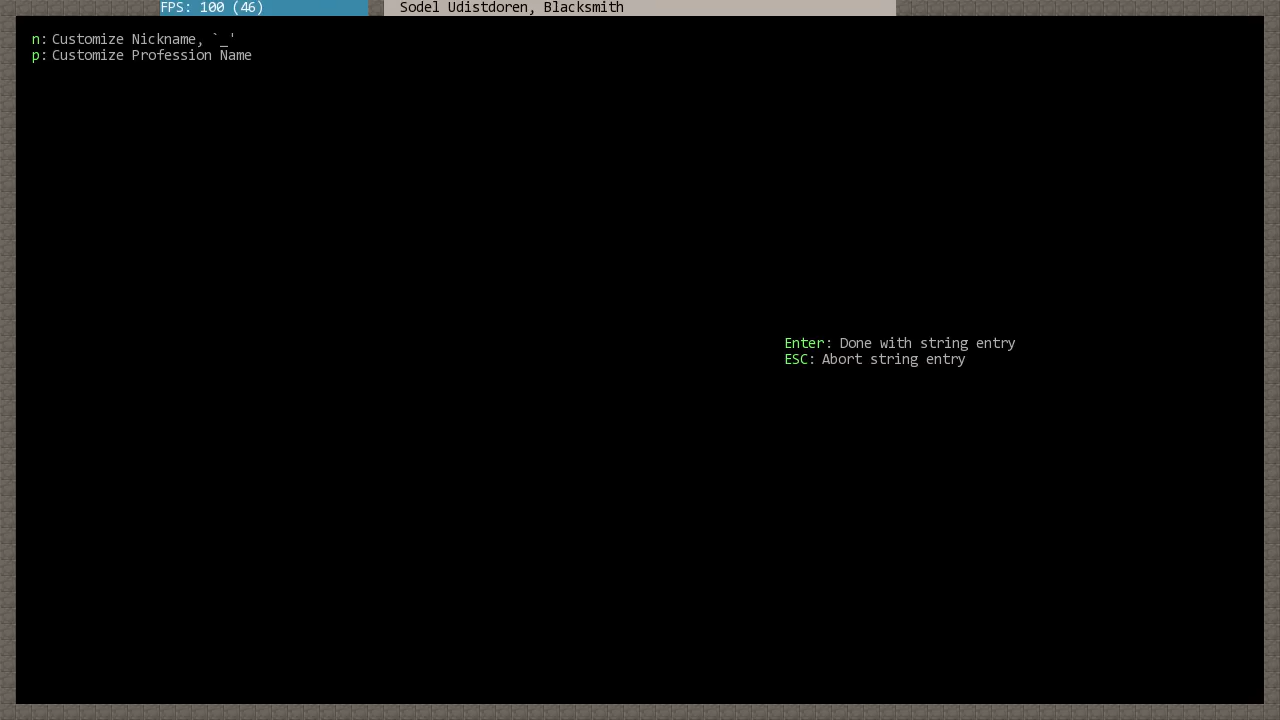 FPS: 100 (46)
Sodel Udistdoren, Blacksmith
n: Customize Nickname, `_'
p: Customize Profession Name
Enter: Done with string entry
ESC: Abort string entry